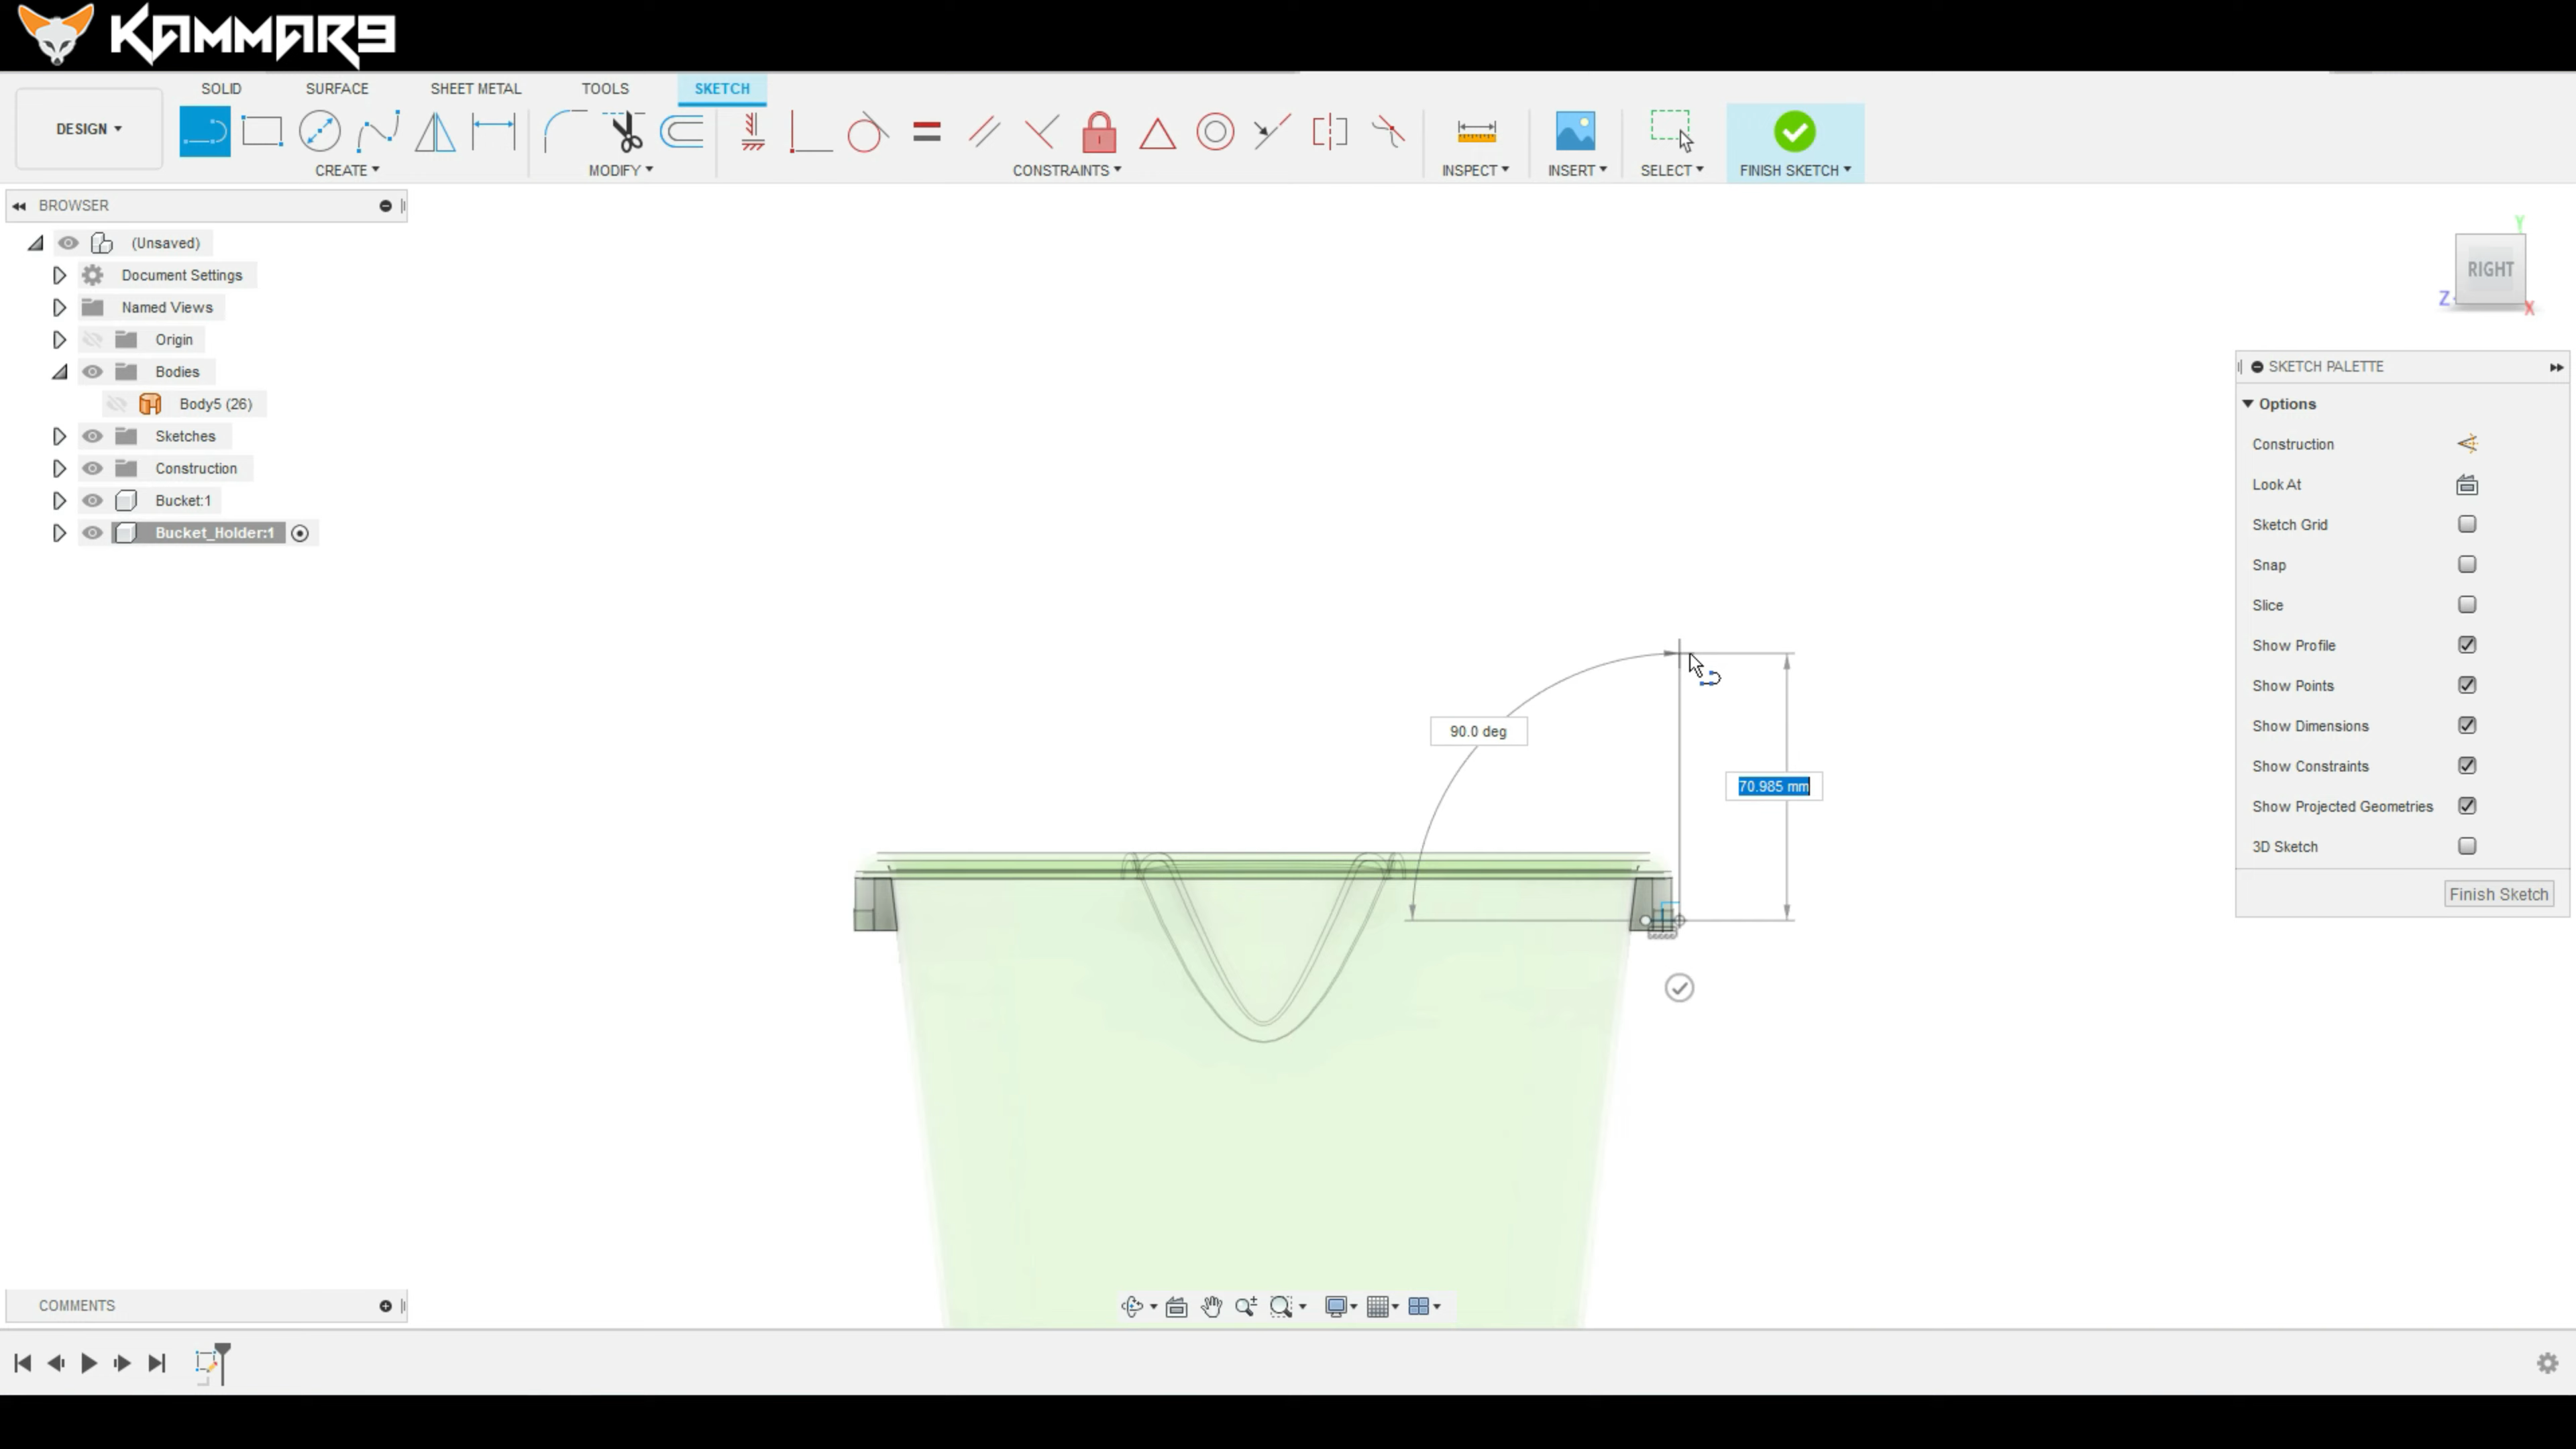 KAMMAR9
SOLID SURFACE SHEET METAL TOOLS SKETCH
DESIGN
CREATE MODIFY CONSTRAINTS INSPECT INSERT SELECT FINISH SKETCH
BROWSER
(Unsaved)
Document Settings
Named Views
Origin
Bodies
Body5 (26)
Sketches
Construction
Bucket:1
Bucket_Holder:1
Y
RIGHT
Z
X
SKETCH PALETTE
Options
Construction
Look At
Sketch Grid
Snap
Slice
Show Profile
Show Points
Show Dimensions
Show Constraints
Show Projected Geometries
3D Sketch
Finish Sketch
90.0 deg
70.985 mm
COMMENTS